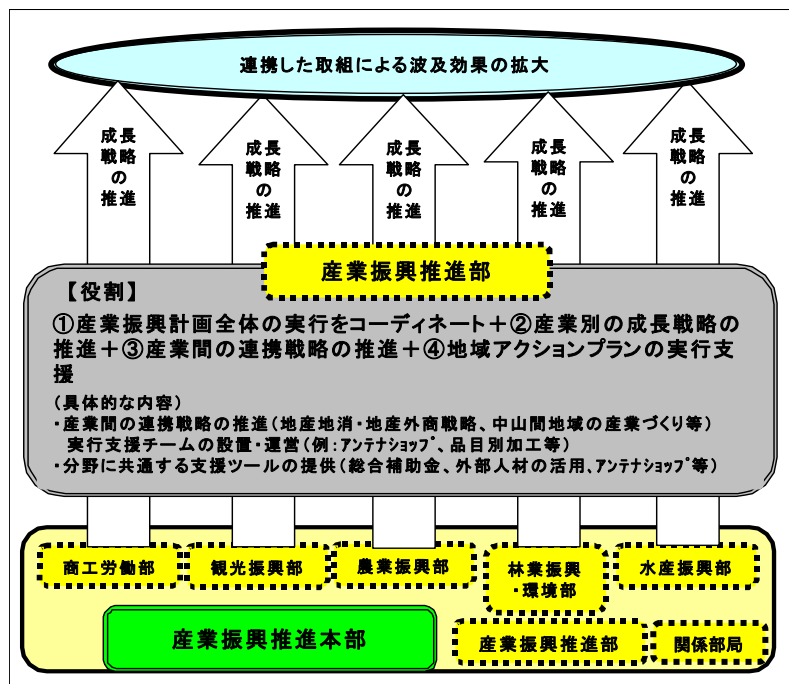 連携した取組による波及効果の拡大
成長
戦略
の
推進
成長
戦略
の
推進
成長
戦略
の
推進
成長
戦略
の
推進
成長
戦略
の
推進
産業振興推進部
【役割】
①産業振興計画全体の実行をコーディネート＋②産業別の成長戦略の
推進＋③産業間の連携戦略の推進＋④地域アクションプランの実行支
援
(具体的な内容)
・産業間の連携戦略の推進(地産地消・地産外商戦略、中山間地域の産業づくり等)
実行支援チームの設置・運営(例:ｱﾝﾃﾅｼｮｯﾌﾟ、品目別加工等)
・分野に共通する支援ツールの提供(総合補助金、外部人材の活用、ｱﾝﾃﾅｼｮｯﾌﾟ等)
商工労働部
観光振興部
農業振興部
林業振興
・環境部
水産振興部
産業振興推進本部
産業振興推進部
関係部局